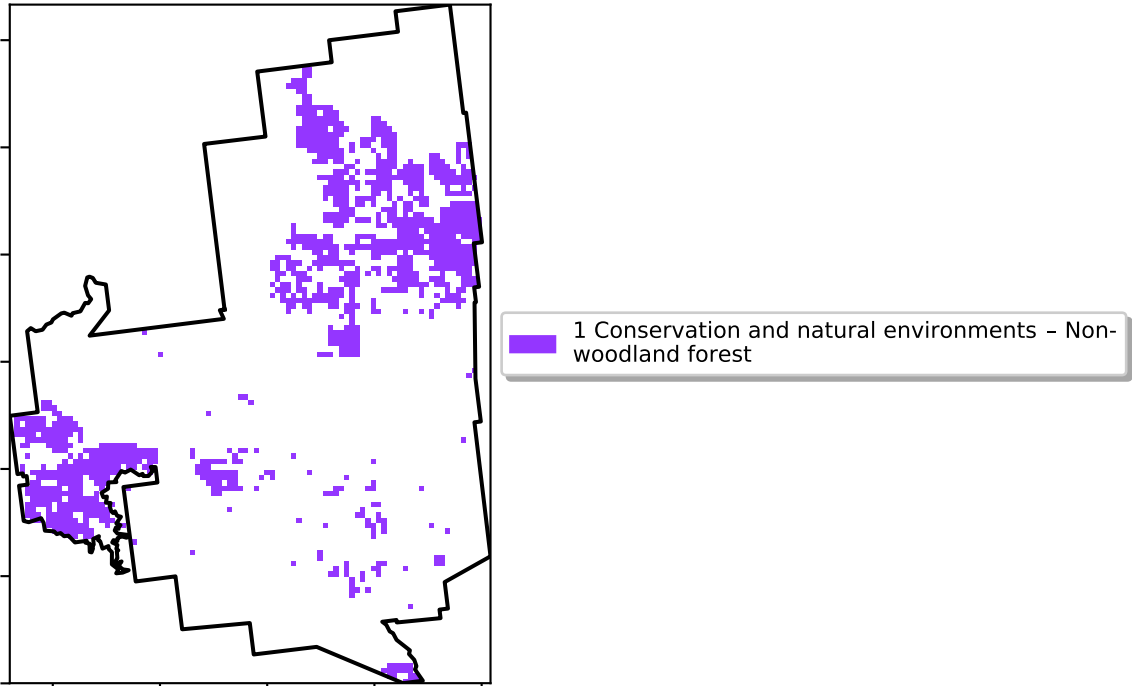 1 Conservation and natural environments – Non-
woodland forest